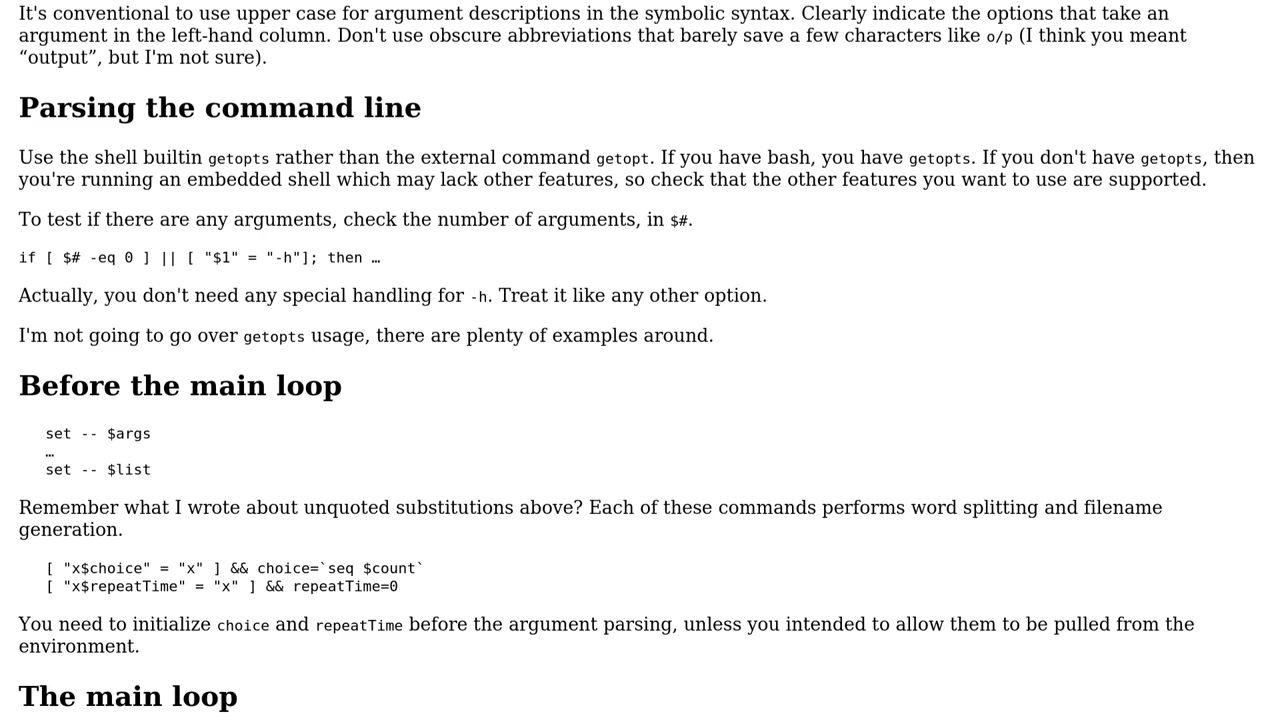 It's conventional to use upper case for argument descriptions in the symbolic syntax. Clearly indicate the options that take an
argument in the left-hand column. Don't use obscure abbreviations that barely save a few characters like o/p (I think you meant
“output”, but I'm not sure).
Parsing the command line
Use the shell builtin getopts rather than the external command getopt. If you have bash, you have getopts. If you don't have getopts, then
you're running an embedded shell which may lack other features, so check that the other features you want to use are supported.
To test if there are any arguments, check the number of arguments, in $#.
if [ $# -eq 0 ] || [ "$1" = "-h"]; then …
Actually, you don't need any special handling for -h. Treat it like any other option.
I'm not going to go over getopts usage, there are plenty of examples around.
Before the main loop
set -- $args
…
set -- $list
Remember what I wrote about unquoted substitutions above? Each of these commands performs word splitting and filename
generation.
[ "x$choice" = "x" ] && choice=`seq $count`
[ "x$repeatTime" = "x" ] && repeatTime=0
You need to initialize choice and repeatTime before the argument parsing, unless you intended to allow them to be pulled from the
environment.
The main loop